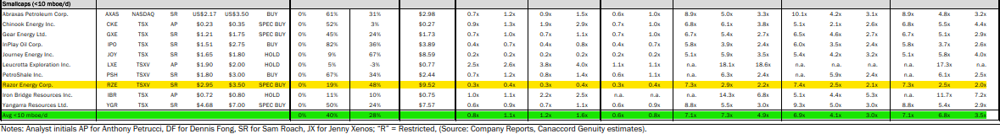 Smallcaps (<10 mboe/d)
Abraxas Petroleum Corp. AXAS NASDAQ SR US$2.17 US$3.50 BUY 0% 61% 31% $2.98 0.7x 1.2x 0.9x 1.5x 0.6x 1.0x 8.9x 5.0x 3.3x 10.1x 4.2x 3.1x 8.9x 4.8x 3.2x
Chinook Energy Inc. CKE TSX AP $0.23 $0.35 SPEC BUY 0% 52% 3% $0.27 0.9x 1.3x 1.9x 2.9x 0.7x 0.7x 6.8x 6.1x 3.8x 5.1x 2.1x 2.6x 6.8x 5.5x 4.4x
Gear Energy Ltd. GXE TSX SR $1.21 $1.75 SPEC BUY 0% 45% 24% $1.73 0.7x 1.0x 0.7x 1.1x 0.7x 1.0x 6.7x 5.4x 2.7x 6.5x 4.6x 2.7x 6.7x 5.1x 2.9x
InPlay Oil Corp. IPO TSX SR $1.51 $2.75 BUY 0% 82% 36% $3.89 0.4x 0.7x 0.4x 0.8x 0.4x 0.7x 5.8x 3.9x 2.4x 6.0x 3.5x 2.4x 5.8x 3.7x 2.6x
Journey Energy Inc. JOY TSX SR $1.65 $1.80 HOLD 0% 9% 67% $8.59 0.2x 0.2x 0.2x 0.2x 0.2x 0.2x 5.1x 5.9x 3.5x 5.4x 4.2x 3.2x 5.1x 5.8x 4.0x
Leucrotta Exploration Inc. LXE TSXV AP $1.90 $2.00 HOLD 0% 5% -3% $0.77 2.5x 2.6x 3.8x 4.0x 1.1x 1.1x n.a. 18.1x 18.6x n.a. n.a. n.a. n.a. 17.3x n.a.
PetroShale Inc. PSH TSXV SR $1.80 $3.00 BUY 0% 67% 34% $2.44 0.7x 1.2x 0.8x 1.4x 0.6x 1.0x n.a. 6.3x 2.4x n.a. 5.9x 2.4x n.a. 6.1x 2.4x
Razor Energy Corp. RZE TSXV SR $2.95 $3.50 SPEC BUY 0% 19% 48% $9.52 0.3x 0.4x 0.3x 0.4x 0.3x 0.4x 7.3x 2.9x 2.2x 7.4x 2.5x 2.1x 7.3x 2.5x 2.0x
Iron Bridge Resources Inc. IBR TSX AP $0.72 $0.80 HOLD 0% 11% 10% $0.75 1.0x 1.1x 2.2x 2.5x n.a. n.a. n.a. 14.3x 6.8x 5.1x 4.4x 5.3x n.a. 11.7x 7.2x
Yangarra Resources Ltd. YGR TSX SR $4.68 $7.00 SPEC BUY 0% 50% 24% $7.57 0.6x 0.9x 0.7x 1.1x 0.6x 0.9x 8.8x 5.5x 3.0x 9.3x 5.0x 3.0x 8.8x 5.4x 2.9x
Avg <10 mboe/d 0% 40% 28% 0.8x 1.1x 1.2x 1.6x 0.6x 0.8x 7.1x 7.3x 4.9x 6.9x 4.1x 3.0x 7.1x 6.8x 3.5x
Notes: Analyst initials AP for Anthony Petrucci, DF for Dennis Fong, SR for Sam Roach, JX for Jenny Xenos; “R” = Restricted, (Source: Company Reports, Canaccord Genuity estimates).